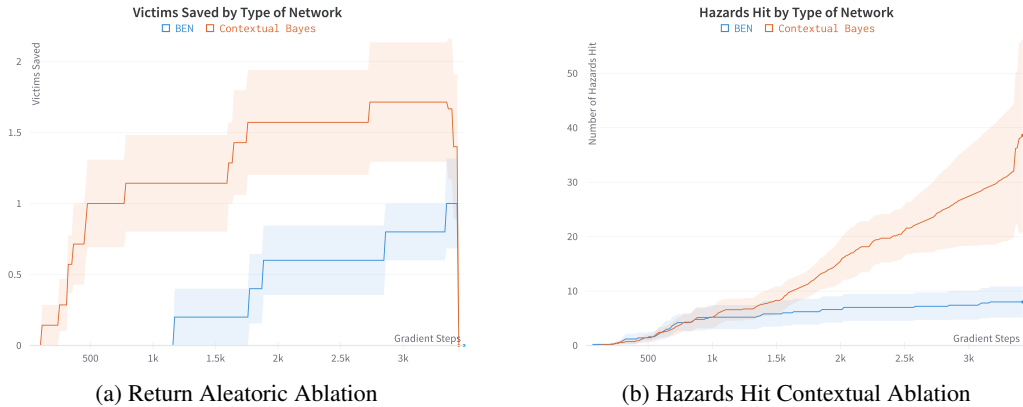 Victims Saved by Type of Network
BEN Contextual Bayes
Victims Saved
2
1.5
1
0.5
0
500 1k 1.5k 2k 2.5k 3k
Gradient Steps
(a) Return Aleatoric Ablation
Hazards Hit by Type of Network
BEN Contextual Bayes
Number of Hazards Hit
50
40
30
20
10
0
500 1k 1.5k 2k 2.5k 3k
Gradient Steps
(b) Hazards Hit Contextual Ablation